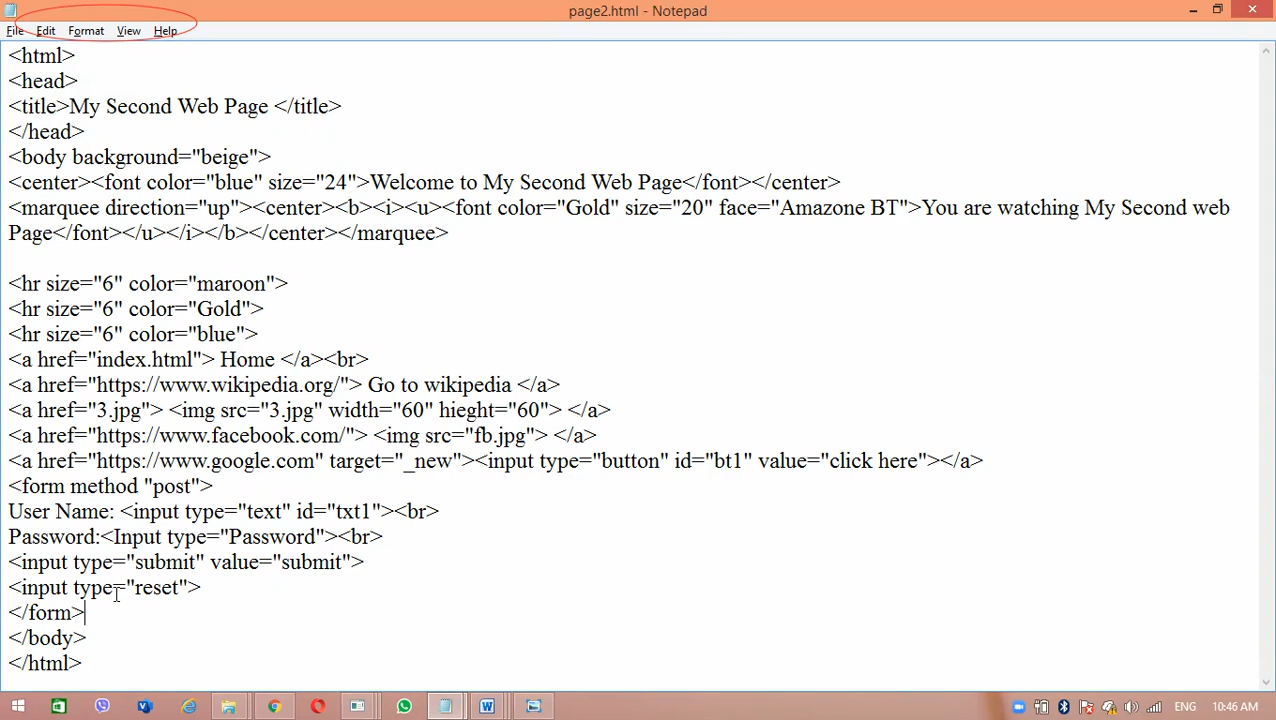 page2.html - Notepad
File Edit Format View Help
<html>
<head>
<title>My Second Web Page </title>
</head>
<body background="beige">
<center><font color="blue" size="24">Welcome to My Second Web Page</font></center>
<marquee direction="up"><center><b><i><u><font color="Gold" size="20" face="Amazone BT">You are watching My Second web
Page</font></u></i></b></center></marquee>
<hr size="6" color="maroon">
<hr size="6" color="Gold">
<hr size="6" color="blue">
<a href="index.html"> Home </a><br>
<a href="https://www.wikipedia.org/"> Go to wikipedia </a>
<a href="3.jpg"> <img src="3.jpg" width="60" hieght="60"> </a>
<a href="https://www.facebook.com/"> <img src="fb.jpg"> </a>
<a href="https://www.google.com" target="_new"><input type="button" id="bt1" value="click here"></a>
<form method "post">
User Name: <input type="text" id="txt1"><br>
Password:<Input type="Password"><br>
<input type="submit" value="submit">
<input type="reset">
</form>
</body>
</html>
ENG 10:46 AM